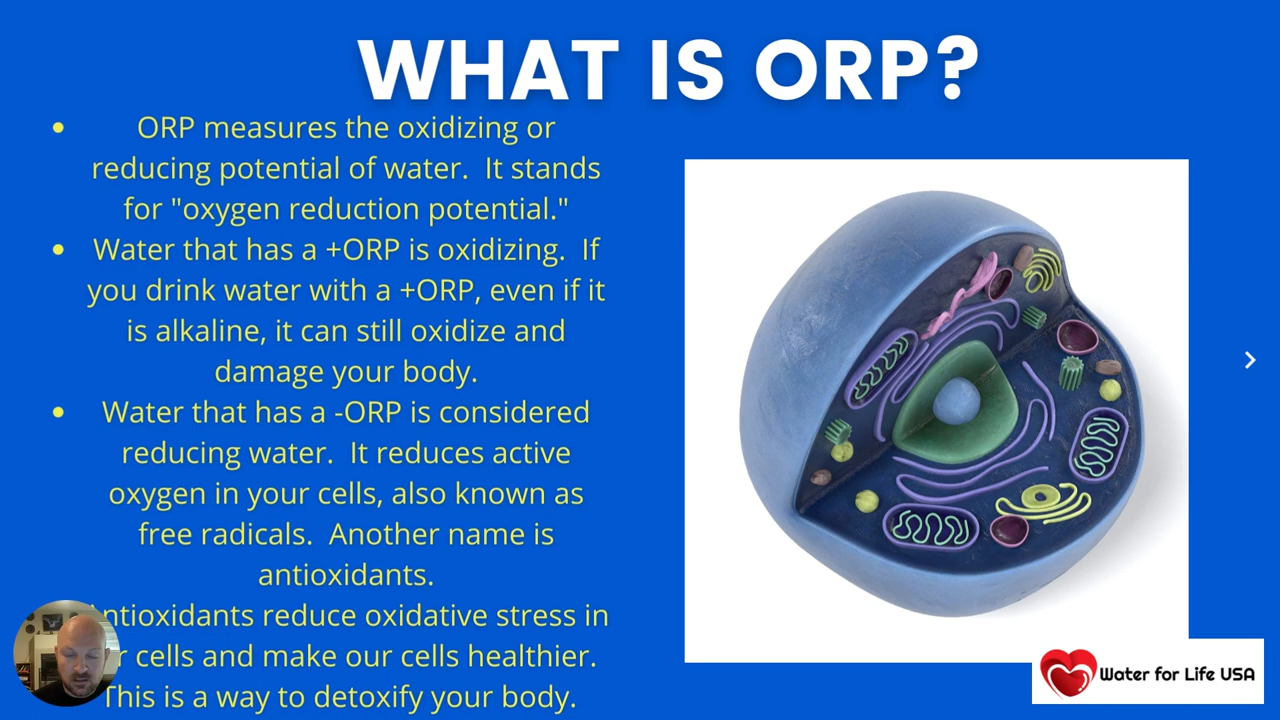 WHAT IS ORP?
ORP measures the oxidizing or
reducing potential of water. It stands
for "oxygen reduction potential."
Water that has a +ORP is oxidizing. If
you drink water with a +ORP, even if it
is alkaline, it can still oxidize and
damage your body.
Water that has a -ORP is considered
reducing water. It reduces active
oxygen in your cells, also known as
free radicals. Another name is
antioxidants.
reduce oxidative stress in
cells and make our cells healthier.
This is a way to detoxify your body.
Water for Life USA